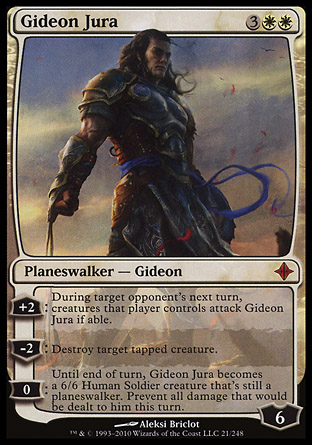 Gideon Jura 3
Planeswalker — Gideon
+2: During target opponent's next turn,
creatures that player controls attack Gideon
Jura if able.
-2: Destroy target tapped creature.
0: Until end of turn, Gideon Jura becomes
a 6/6 Human Soldier creature that's still a
planeswalker. Prevent all damage that would
be dealt to him this turn.
Aleksi Briclot
™ & © 1993-2010 Wizards of the Coast LLC 21/248
6